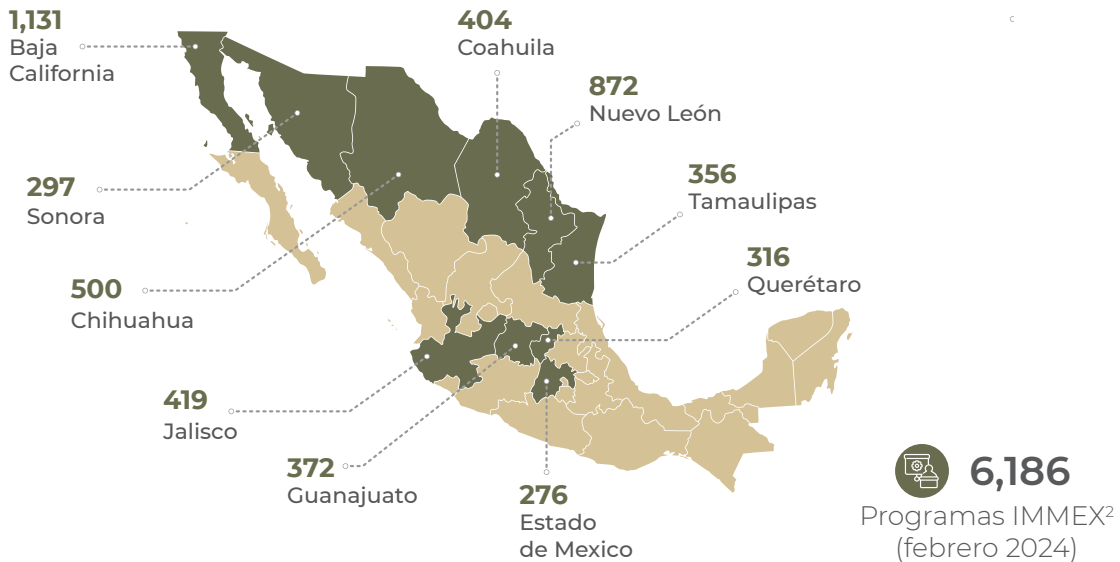 1,131
Baja
California
404
Coahuila
872
Nuevo León
356
Tamaulipas
297
Sonora
316
Querétaro
500
Chihuahua
419
Jalisco
372
Guanajuato
276
Estado
de Mexico
6,186
Programas IMMEX²
(febrero 2024)